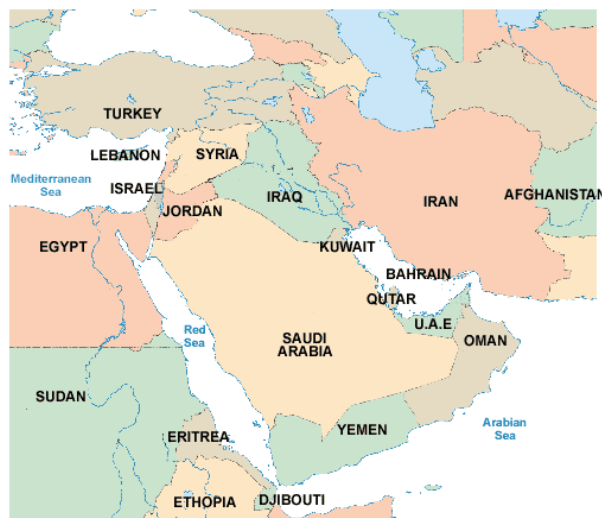 TURKEY
LEBANON
SYRIA
Mediterranean
Sea
ISRAEL
IRAQ
IRAN
AFGHANISTAN
JORDAN
EGYPT
KUWAIT
BAHRAIN
QUTAR
Red
Sea
U.A.E
SAUDI
ARABIA
OMAN
SUDAN
YEMEN
Arabian
Sea
ERITREA
ETHOPIA
DJIBOUTI